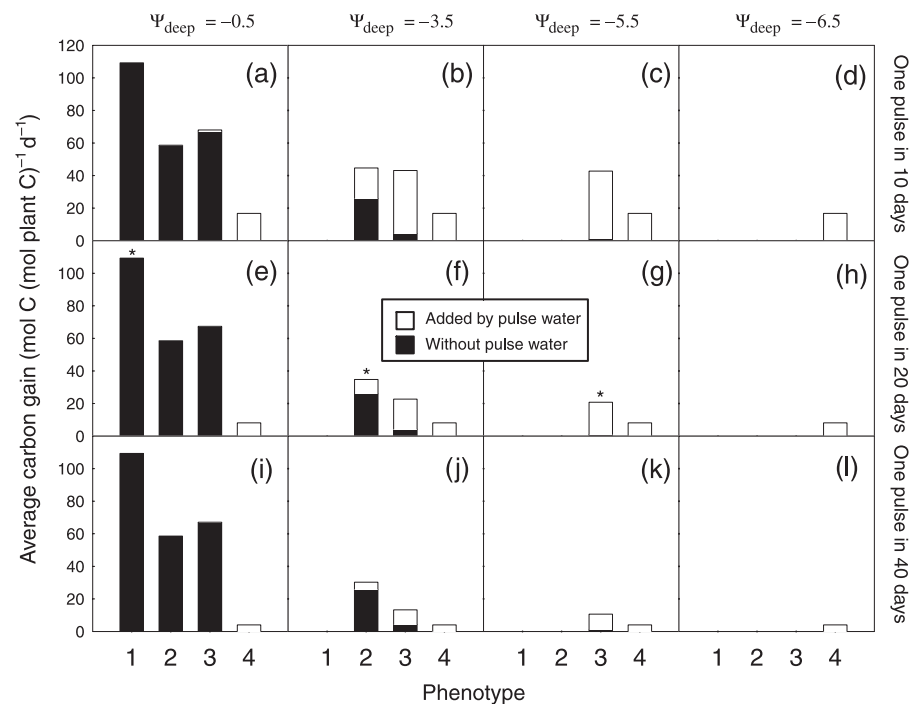 Ψdeep = −0.5 Ψdeep = −3.5 Ψdeep = −5.5 Ψdeep = −6.5
Average carbon gain (mol C (mol plant C)⁻¹ d⁻¹)
120
100
80
60
40
20
0
(a) (b) (c) (d)
One pulse in 10 days
100
80
60
40
20
0
*
(e) (f) (g) (h)
One pulse in 20 days
Added by pulse water
Without pulse water
*
*
100
80
60
40
20
0
(i) (j) (k) (l)
One pulse in 40 days
1 2 3 4 1 2 3 4 1 2 3 4 1 2 3 4
Phenotype